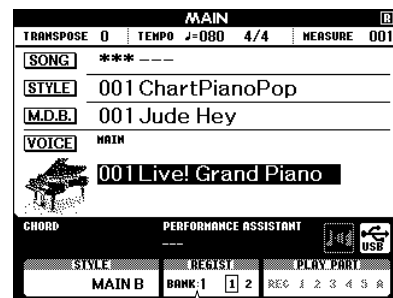 MAIN R
TRANSPOSE 0 TEMPO ♩=080 4/4 MEASURE 001
SONG *** ---
STYLE 001 ChartPianoPop
M.D.B. 001 Jude Hey
VOICE MAIN
001 Live! Grand Piano
CHORD PERFORMANCE ASSISTANT
---
USB
STYLE REGIST PLAY PART
MAIN B BANK:1 1 2 REC 1 2 3 4 5 A